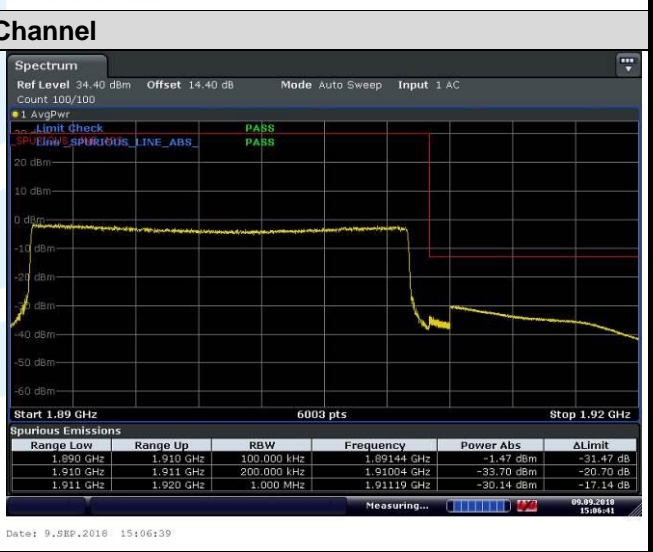 Channel
Spectrum
Ref Level 34.40 dBm Offset 14.40 dB Mode Auto Sweep Input 1 AC
Count 100/100
1 AvgPwr
Limit Check PASS
Line _SPURIOUS_LINE_ABS_ PASS
20 dBm
10 dBm
0 dBm
-10 dBm
-20 dBm
-30 dBm
-40 dBm
-50 dBm
-60 dBm
Start 1.89 GHz 6003 pts Stop 1.92 GHz
Spurious Emissions
Range Low Range Up RBW Frequency Power Abs ΔLimit
1.890 GHz 1.910 GHz 100.000 kHz 1.89144 GHz -1.47 dBm -31.47 dB
1.910 GHz 1.911 GHz 200.000 kHz 1.91004 GHz -33.70 dBm -20.70 dB
1.911 GHz 1.920 GHz 1.000 MHz 1.91119 GHz -30.14 dBm -17.14 dB
Measuring... 09.09.2018
15:06:41
Date: 9.SEP.2018 15:06:39